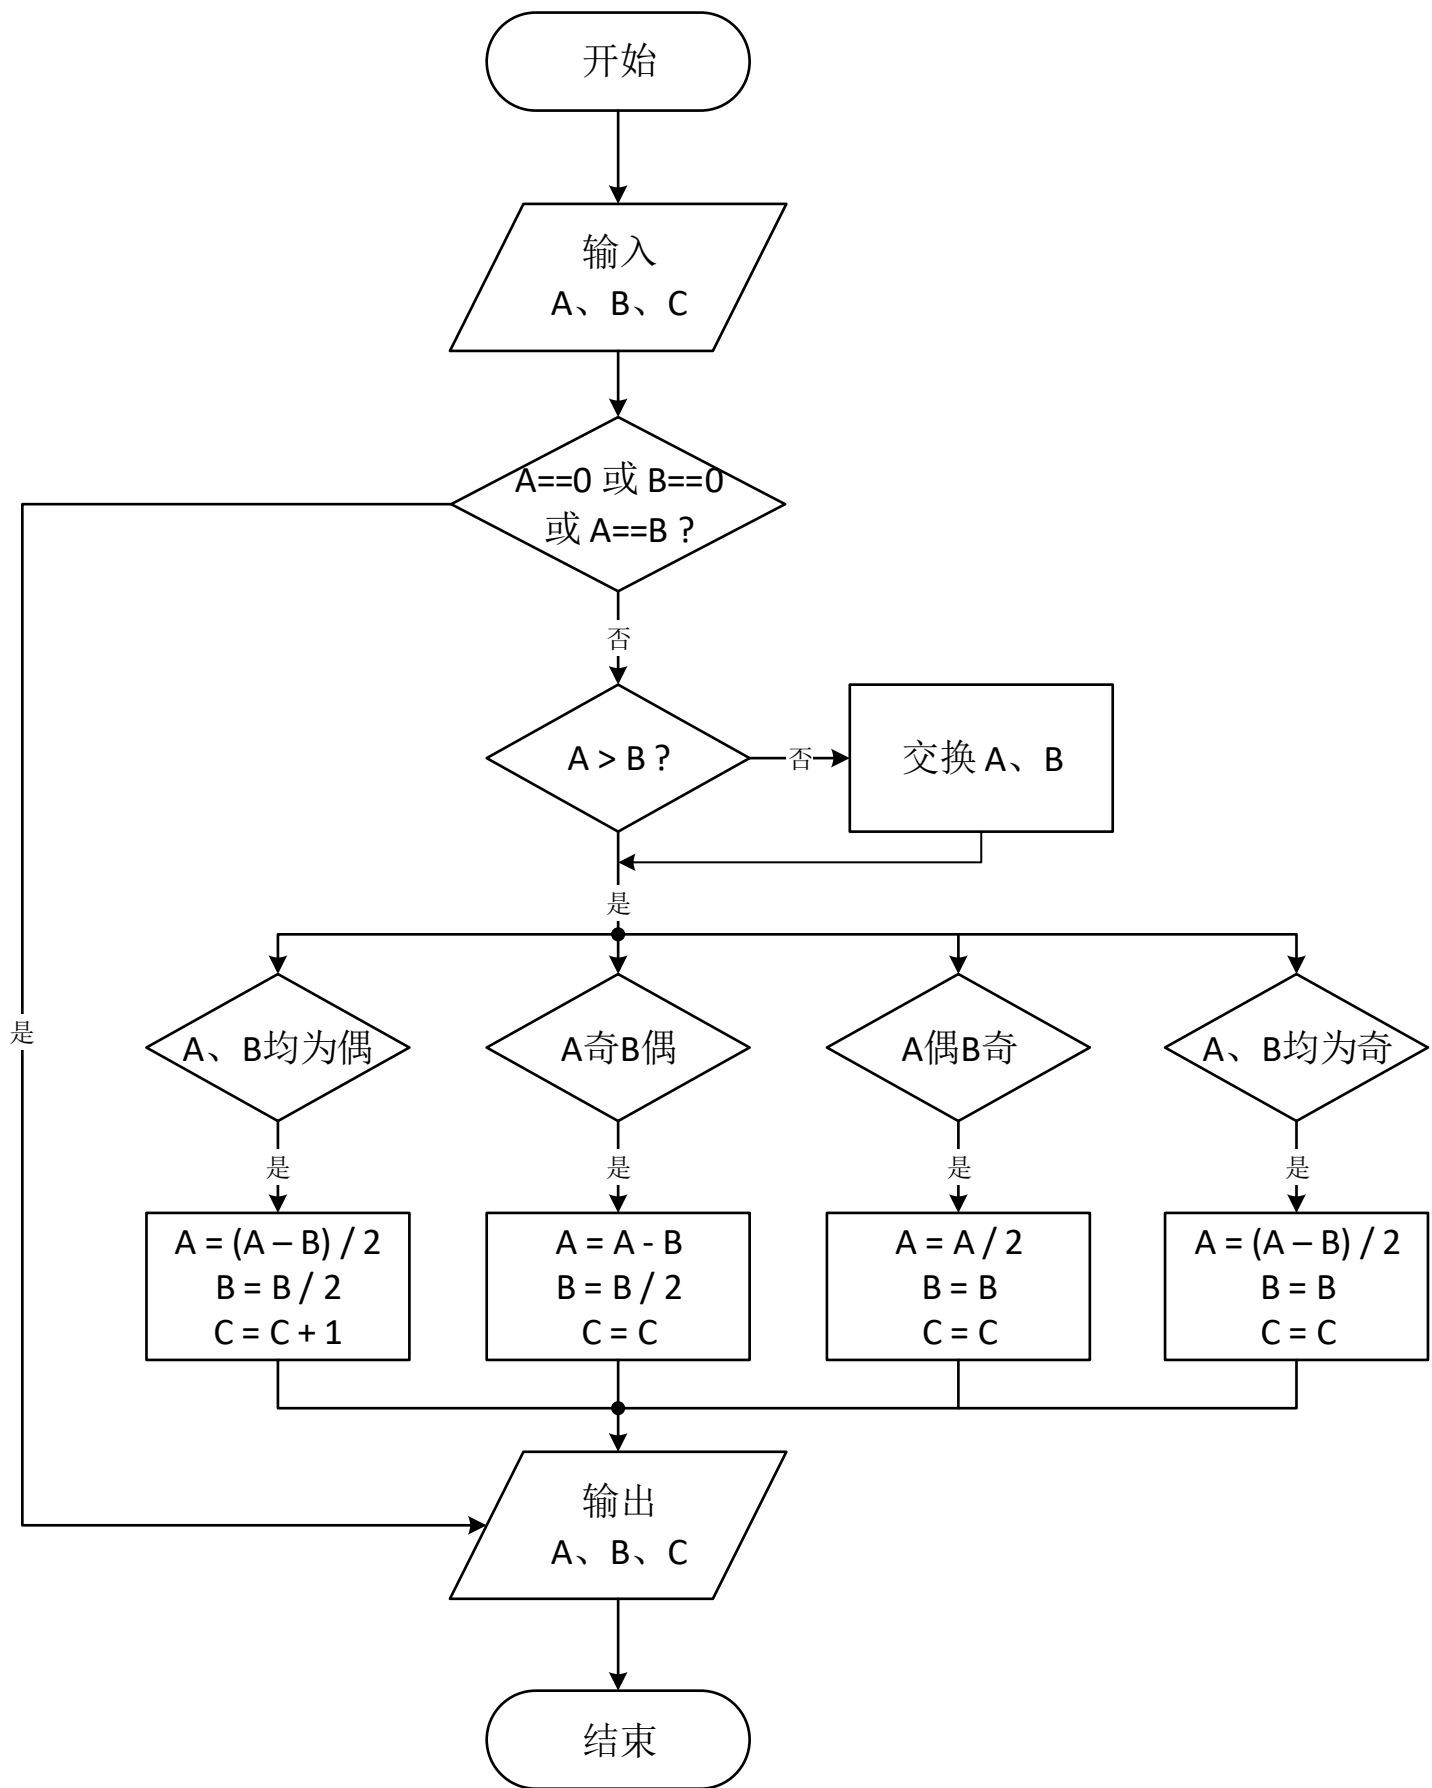 开始
输入
A、B、C
A==0 或 B==0
或 A==B ?
否
A > B ?
否
交换 A、B
是
是
A、B均为偶
A奇B偶
A偶B奇
A、B均为奇
是
是
是
是
A = (A – B) / 2
B = B / 2
C = C + 1
A = A - B
B = B / 2
C = C
A = A / 2
B = B
C = C
A = (A – B) / 2
B = B
C = C
输出
A、B、C
结束